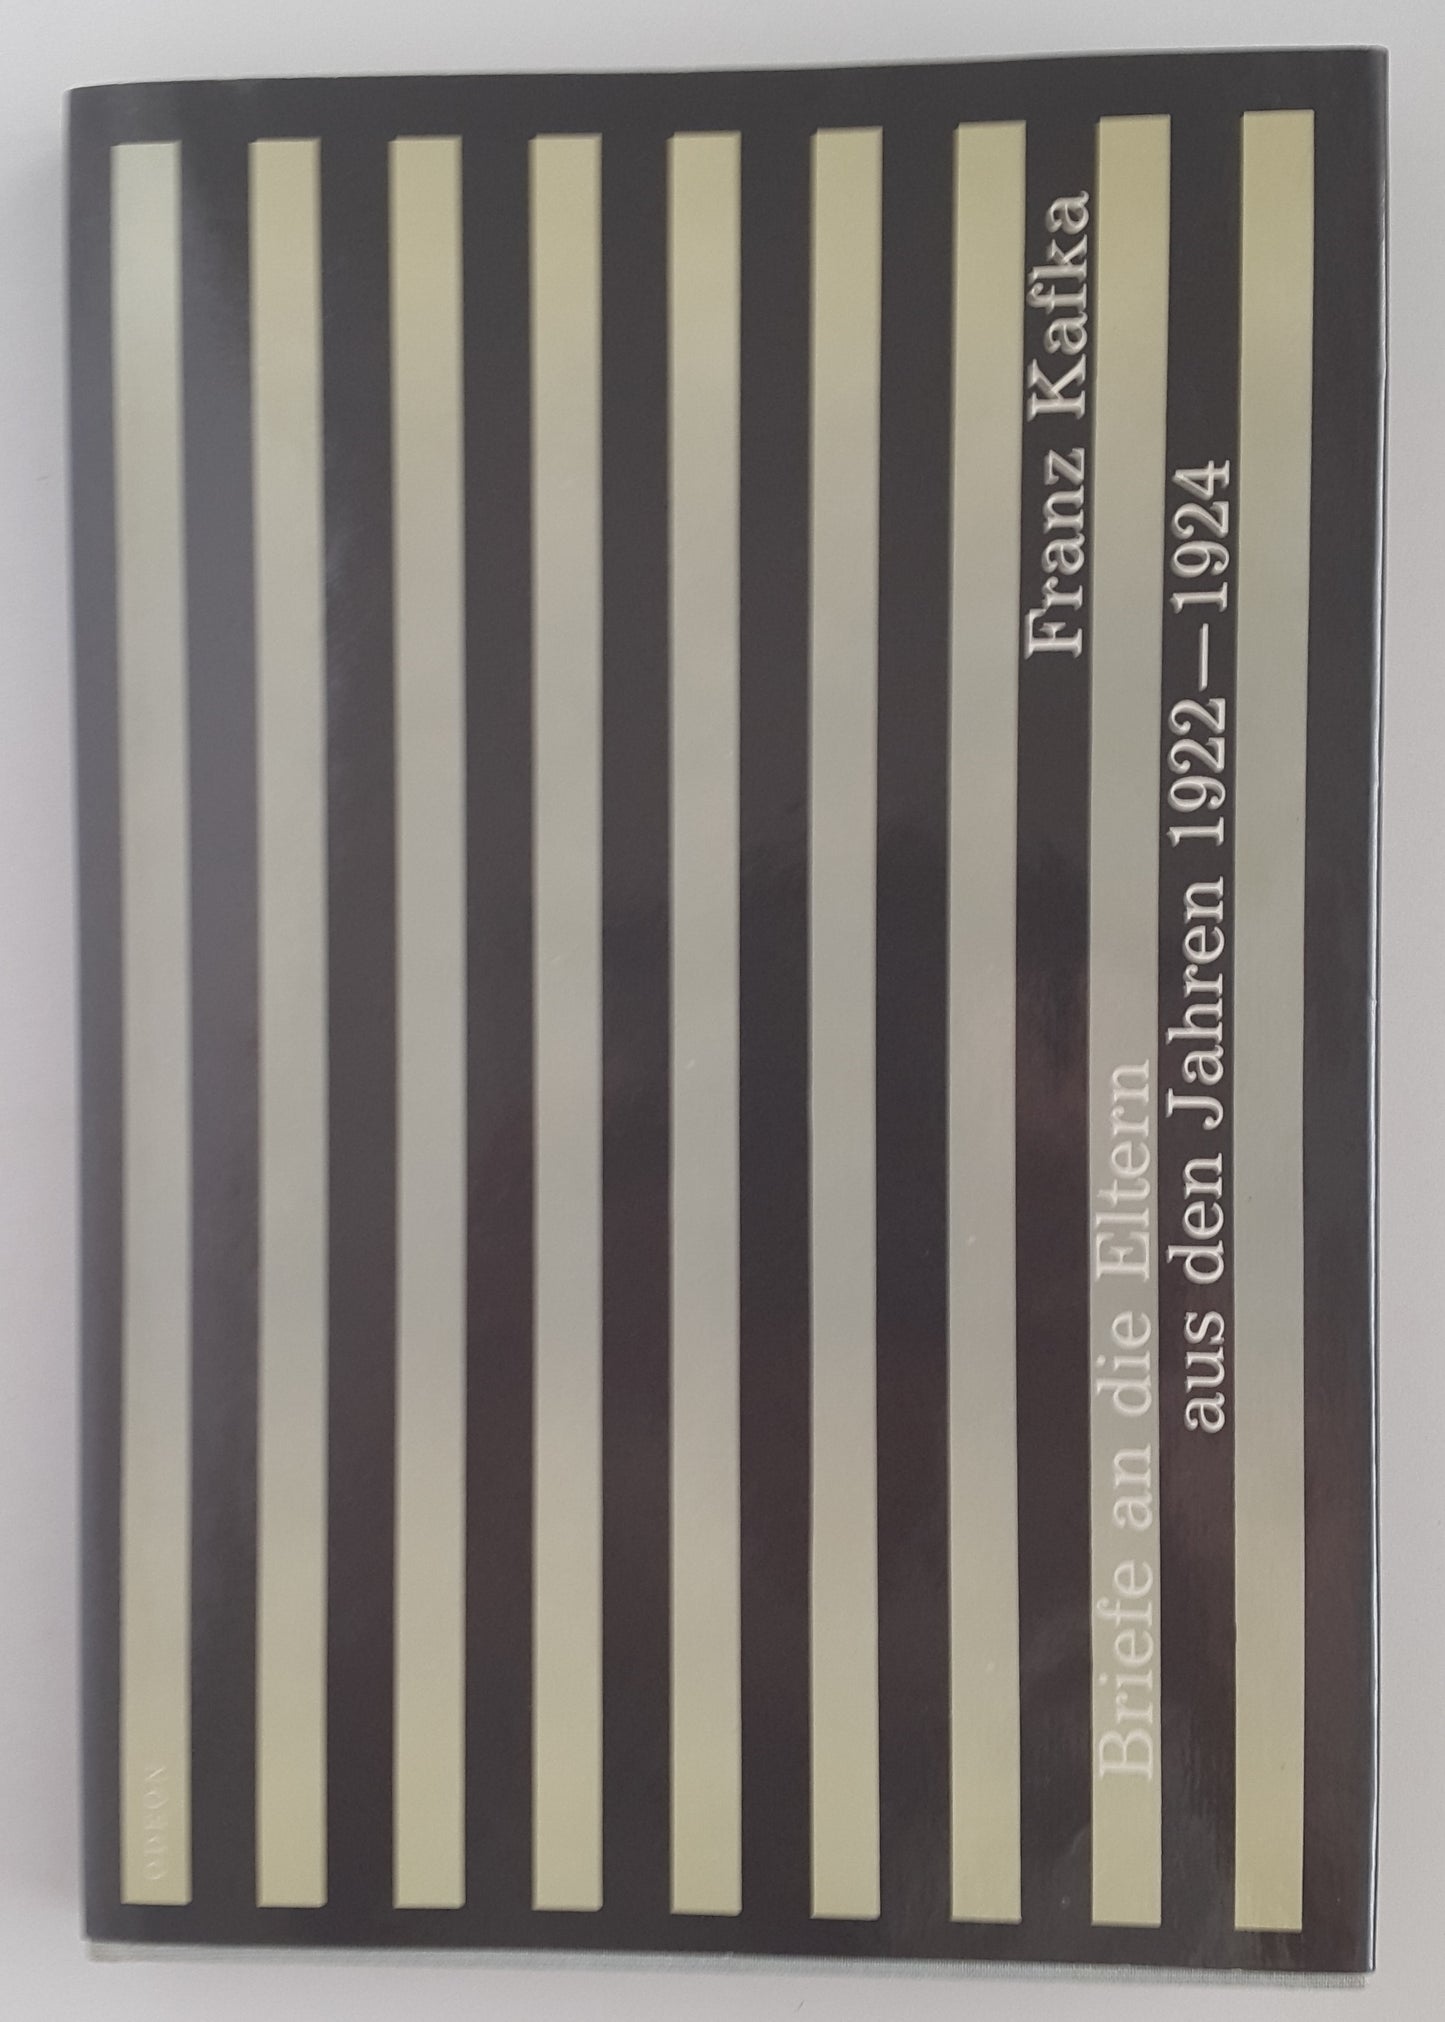 ODEON
Franz Kafka
Briefe an die Eltern
aus den Jahren 1922—1924